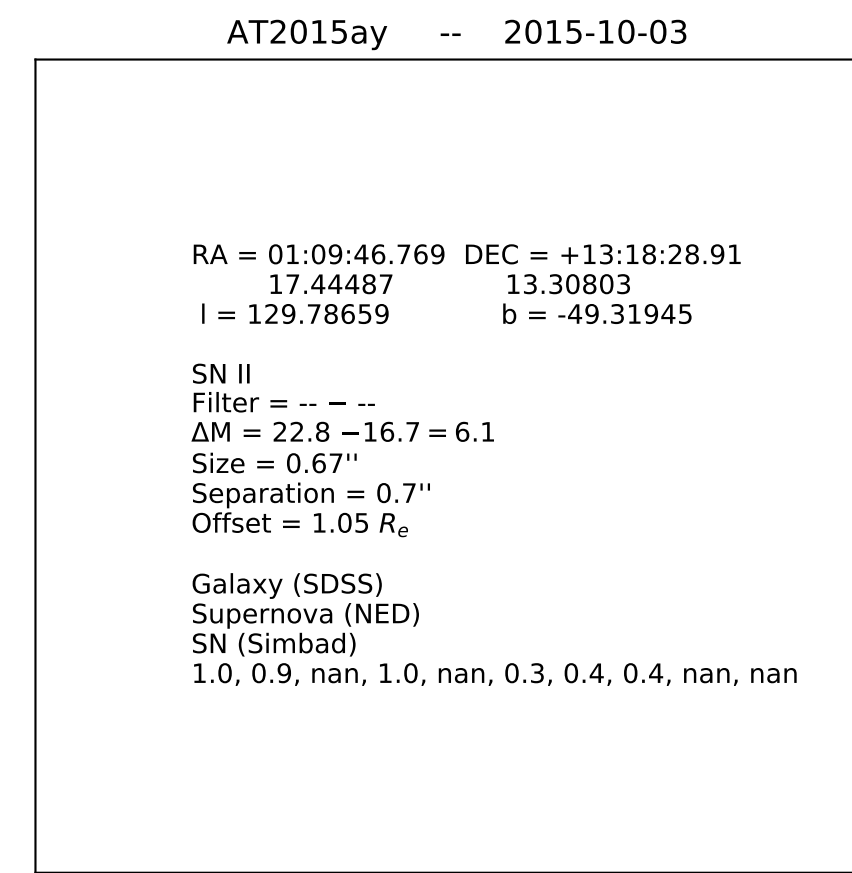 AT2015ay -- 2015-10-03
RA = 01:09:46.769 DEC = +13:18:28.91
17.44487 13.30803
l = 129.78659 b = -49.31945
SN II
Filter = -- − --
ΔM = 22.8 −16.7 = 6.1
Size = 0.67''
Separation = 0.7''
Offset = 1.05 Re
Galaxy (SDSS)
Supernova (NED)
SN (Simbad)
1.0, 0.9, nan, 1.0, nan, 0.3, 0.4, 0.4, nan, nan